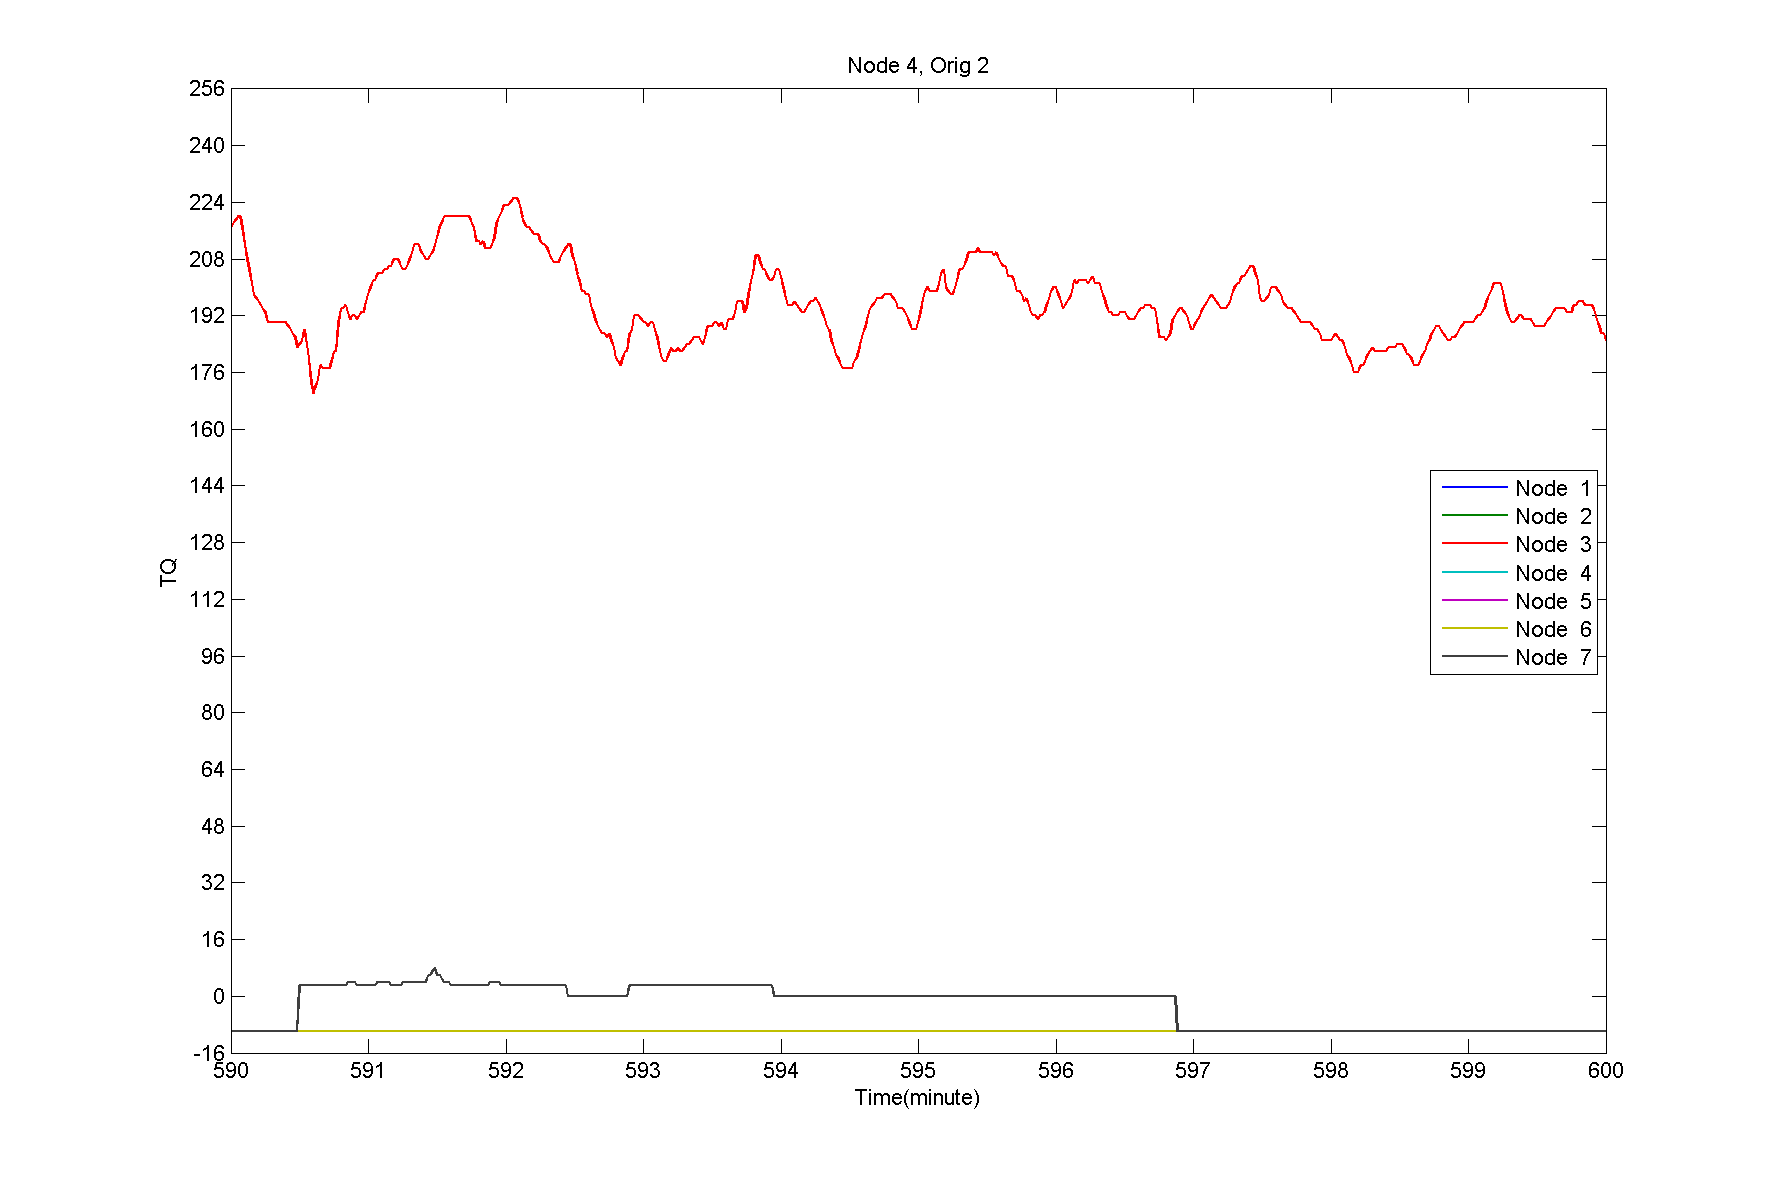 Node 4, Orig 2
256
240
224
208
192
176
160
144
128
112
96
80
64
48
32
16
0
-16
TQ
Node 1
Node 2
Node 3
Node 4
Node 5
Node 6
Node 7
590 591 592 593 594 595 596 597 598 599 600
Time(minute)